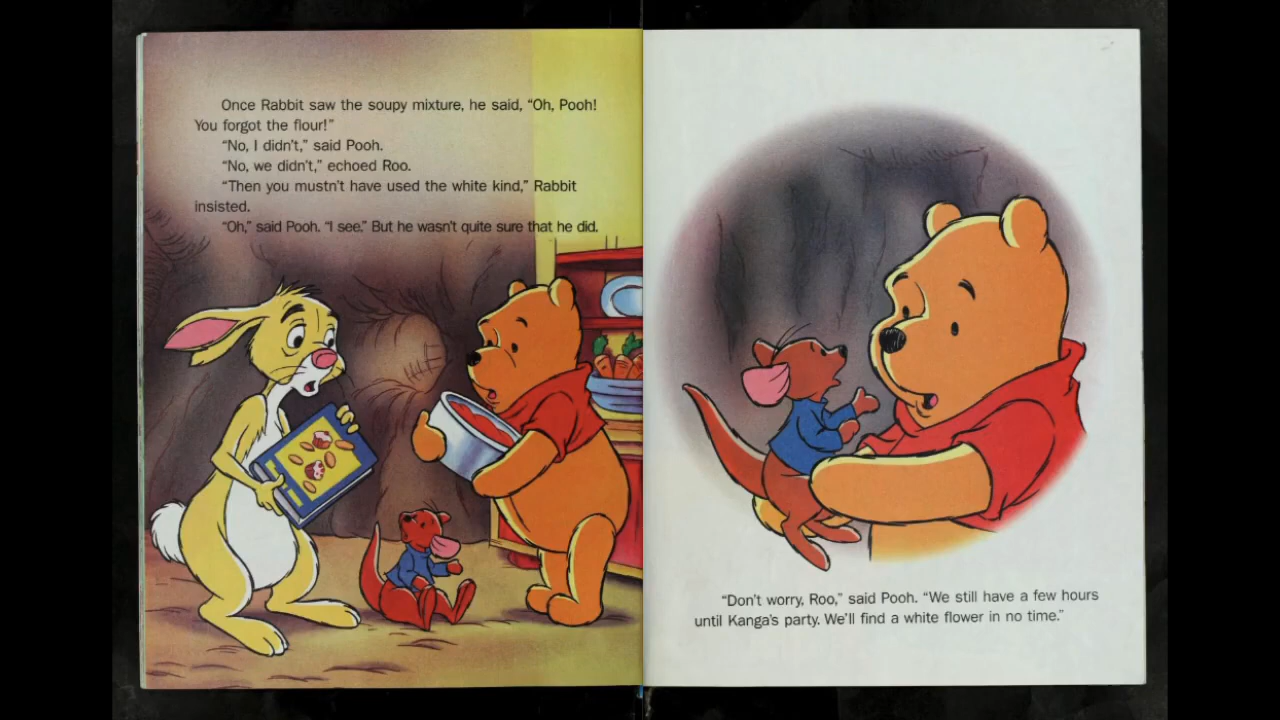 Once Rabbit saw the soupy mixture, he said, “Oh, Pooh!
You forgot the flour!”
“No, I didn’t,” said Pooh.
“No, we didn’t,” echoed Roo.
“Then you mustn’t have used the white kind,” Rabbit
insisted.
“Oh,” said Pooh. “I see.” But he wasn’t quite sure that he did.
“Don’t worry, Roo,” said Pooh. “We still have a few hours
until Kanga’s party. We’ll find a white flower in no time.”